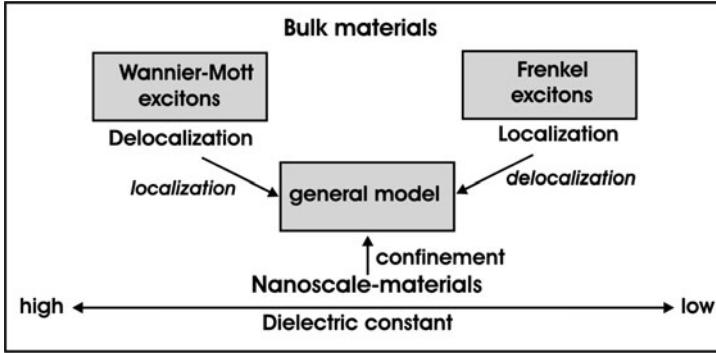 Bulk materials
Wannier-Mott
excitons
Frenkel
excitons
Delocalization
Localization
localization
delocalization
general model
confinement
Nanoscale-materials
high
low
Dielectric constant